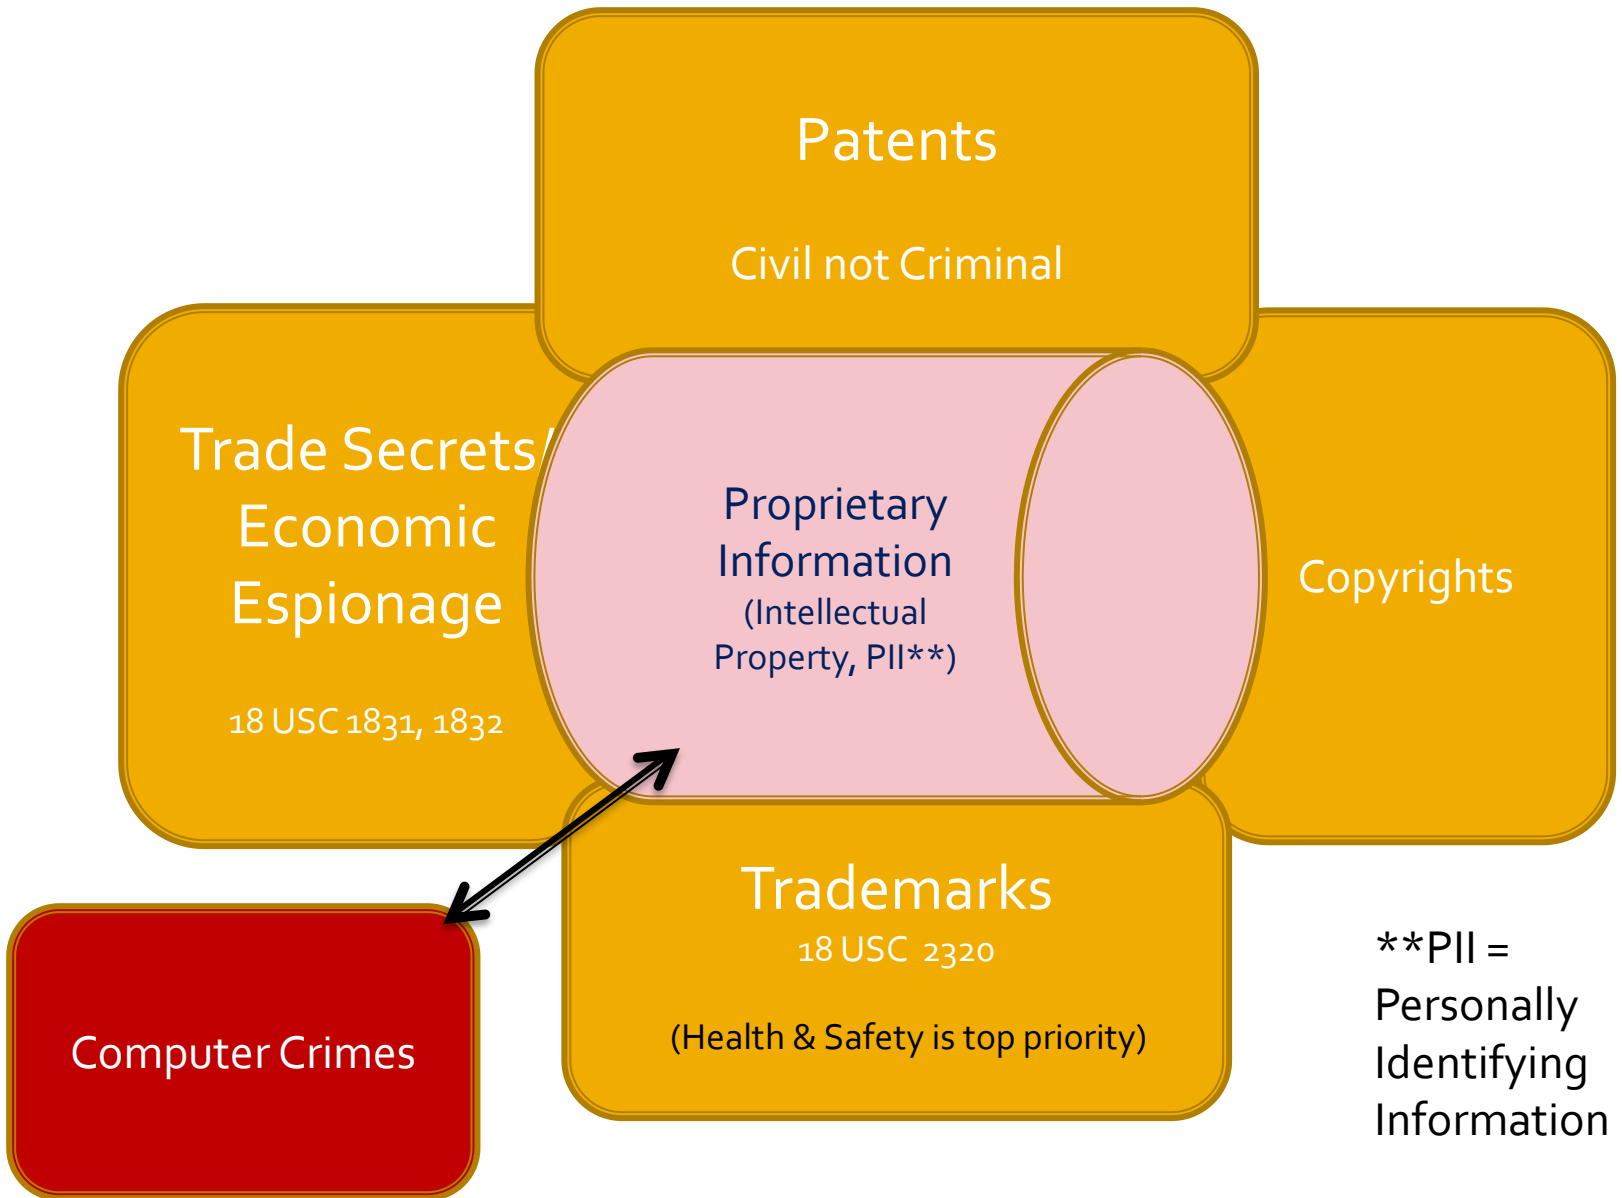 Patents
Civil not Criminal
Trade Secrets/
Economic
Espionage
18 USC 1831, 1832
Proprietary
Information
(Intellectual
Property, PII**)
Copyrights
Trademarks
18 USC 2320
(Health & Safety is top priority)
Computer Crimes
**PII =
Personally
Identifying
Information